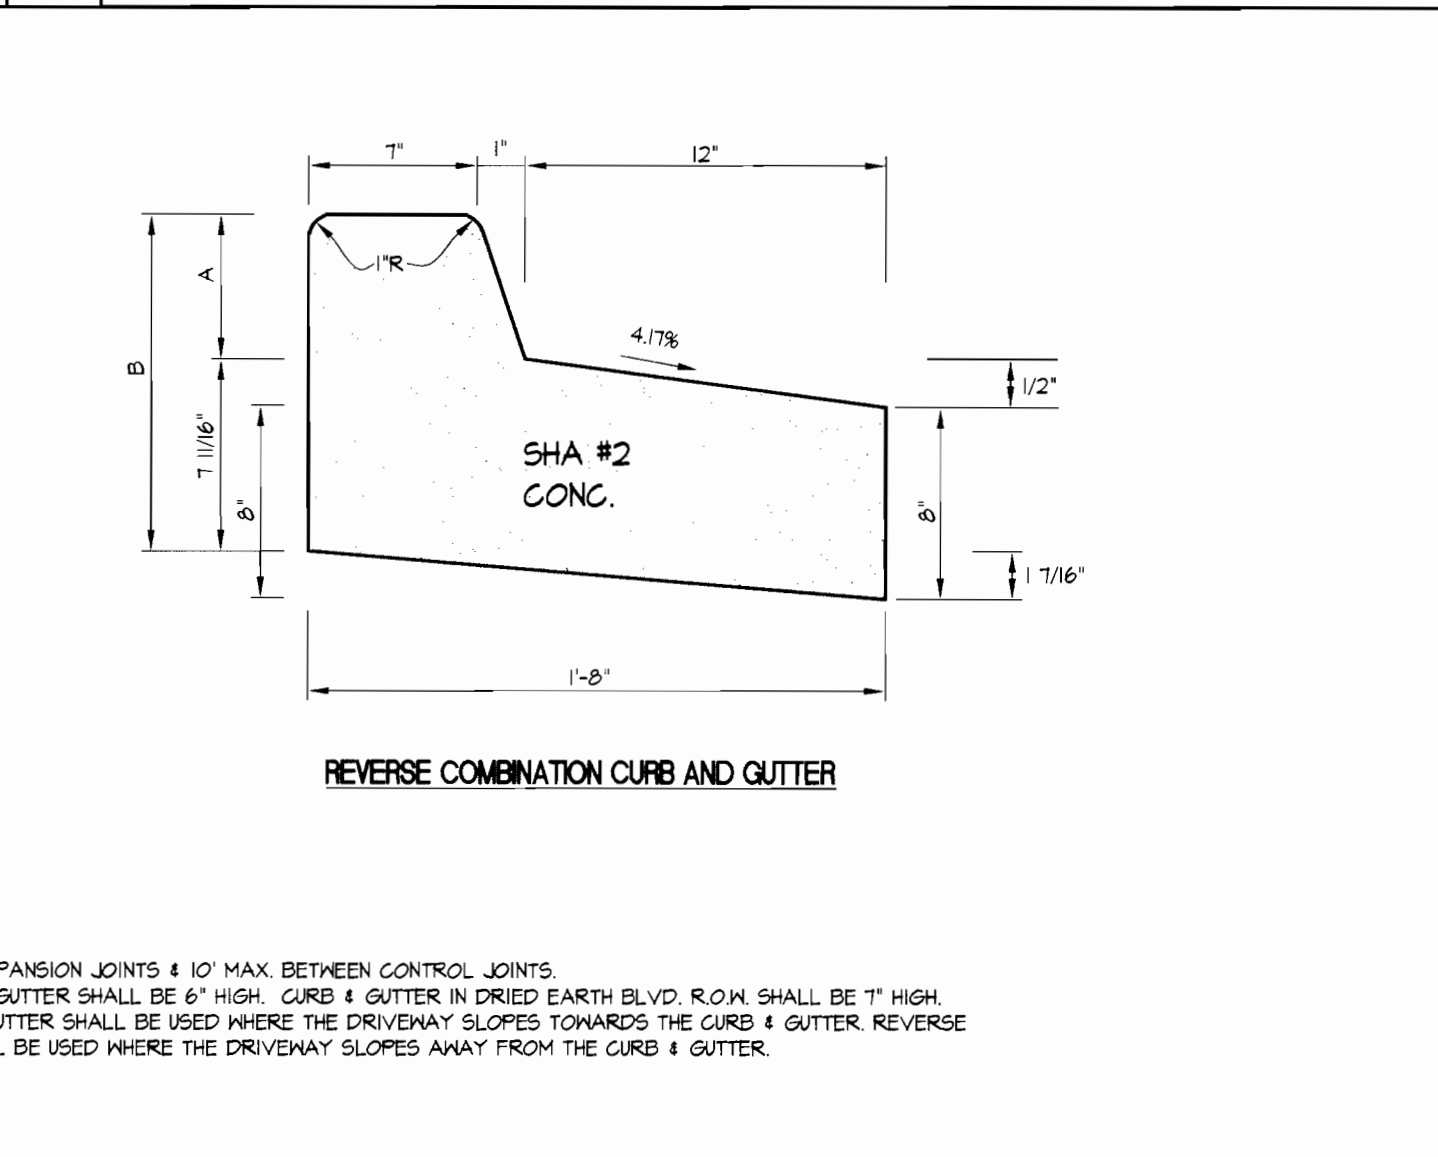 7" 1" 12"
1"R
A
B
4.17%
1/2"
7 11/16"
8"
SHA #2
CONC.
8"
1 7/16"
1'-8"
REVERSE COMBINATION CURB AND GUTTER
PANSION JOINTS & 10' MAX. BETWEEN CONTROL JOINTS.
GUTTER SHALL BE 6" HIGH. CURB & GUTTER IN DRIED EARTH BLVD. R.O.W. SHALL BE 7" HIGH.
UTTER SHALL BE USED WHERE THE DRIVEWAY SLOPES TOWARDS THE CURB & GUTTER. REVERSE
L BE USED WHERE THE DRIVEWAY SLOPES AWAY FROM THE CURB & GUTTER.